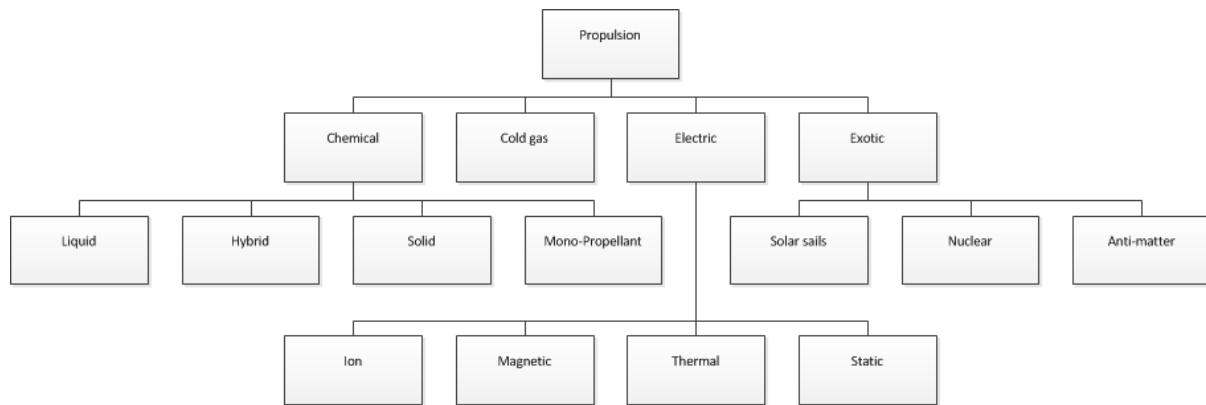 Propulsion
Chemical
Cold gas
Electric
Exotic
Liquid
Hybrid
Solid
Mono-Propellant
Solar sails
Nuclear
Anti-matter
Ion
Magnetic
Thermal
Static